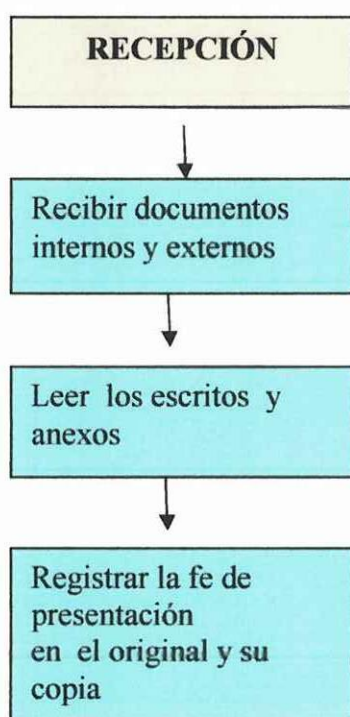 RECEPCIÓN
Recibir documentos
internos y externos
Leer los escritos y
anexos
Registrar la fe de
presentación
en el original y su
copia